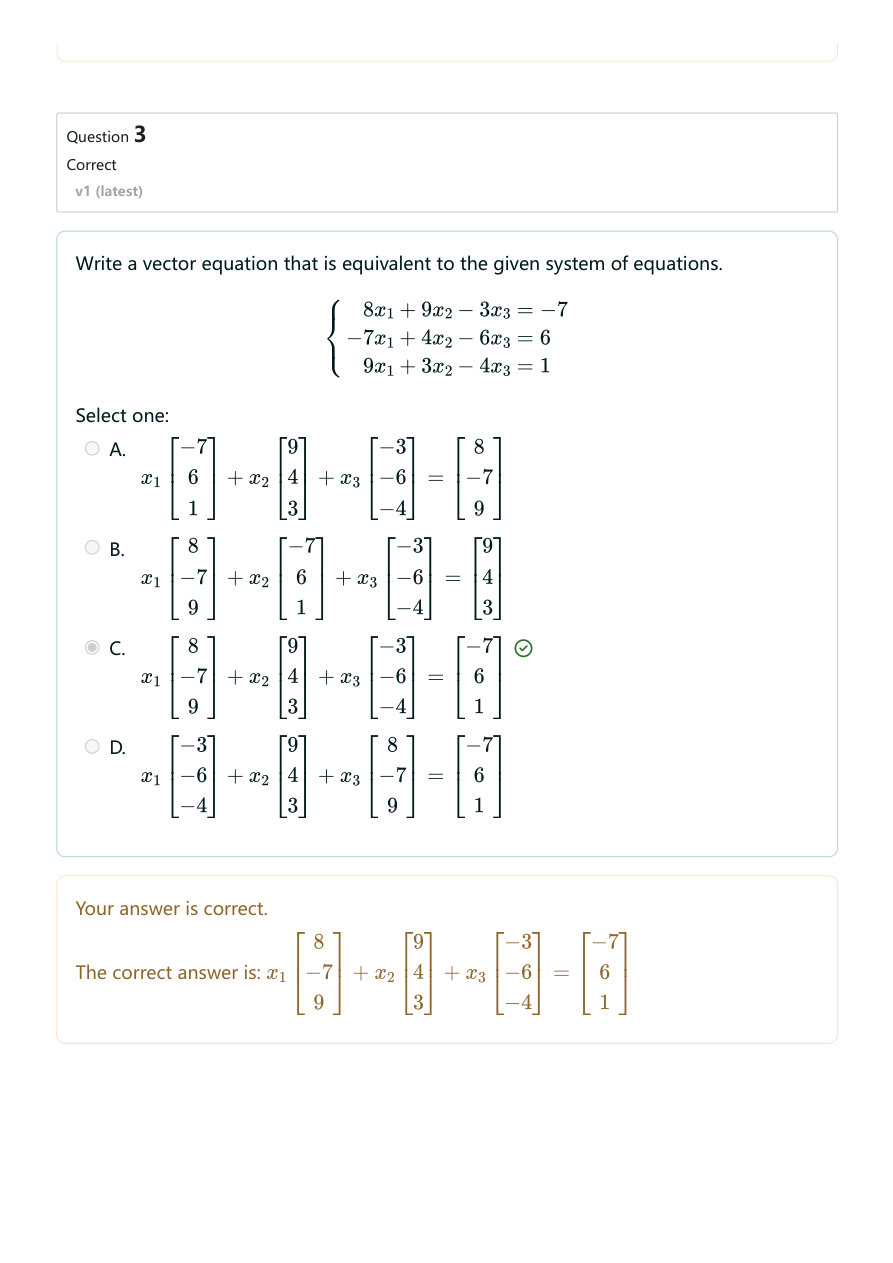 Question 3
Correct
v1 (latest)
Write a vector equation that is equivalent to the given system of equations.
8x₁ + 9x₂ − 3x₃ = −7
−7x₁ + 4x₂ − 6x₃ = 6
9x₁ + 3x₂ − 4x₃ = 1
Select one:
A.
x₁ [−7 6 1] + x₂ [9 4 3] + x₃ [−3 −6 −4] = [8 −7 9]
B.
x₁ [8 −7 9] + x₂ [−7 6 1] + x₃ [−3 −6 −4] = [9 4 3]
C.
x₁ [8 −7 9] + x₂ [9 4 3] + x₃ [−3 −6 −4] = [−7 6 1]
D.
x₁ [−3 −6 −4] + x₂ [9 4 3] + x₃ [8 −7 9] = [−7 6 1]
Your answer is correct.
The correct answer is: x₁ [8 −7 9] + x₂ [9 4 3] + x₃ [−3 −6 −4] = [−7 6 1]